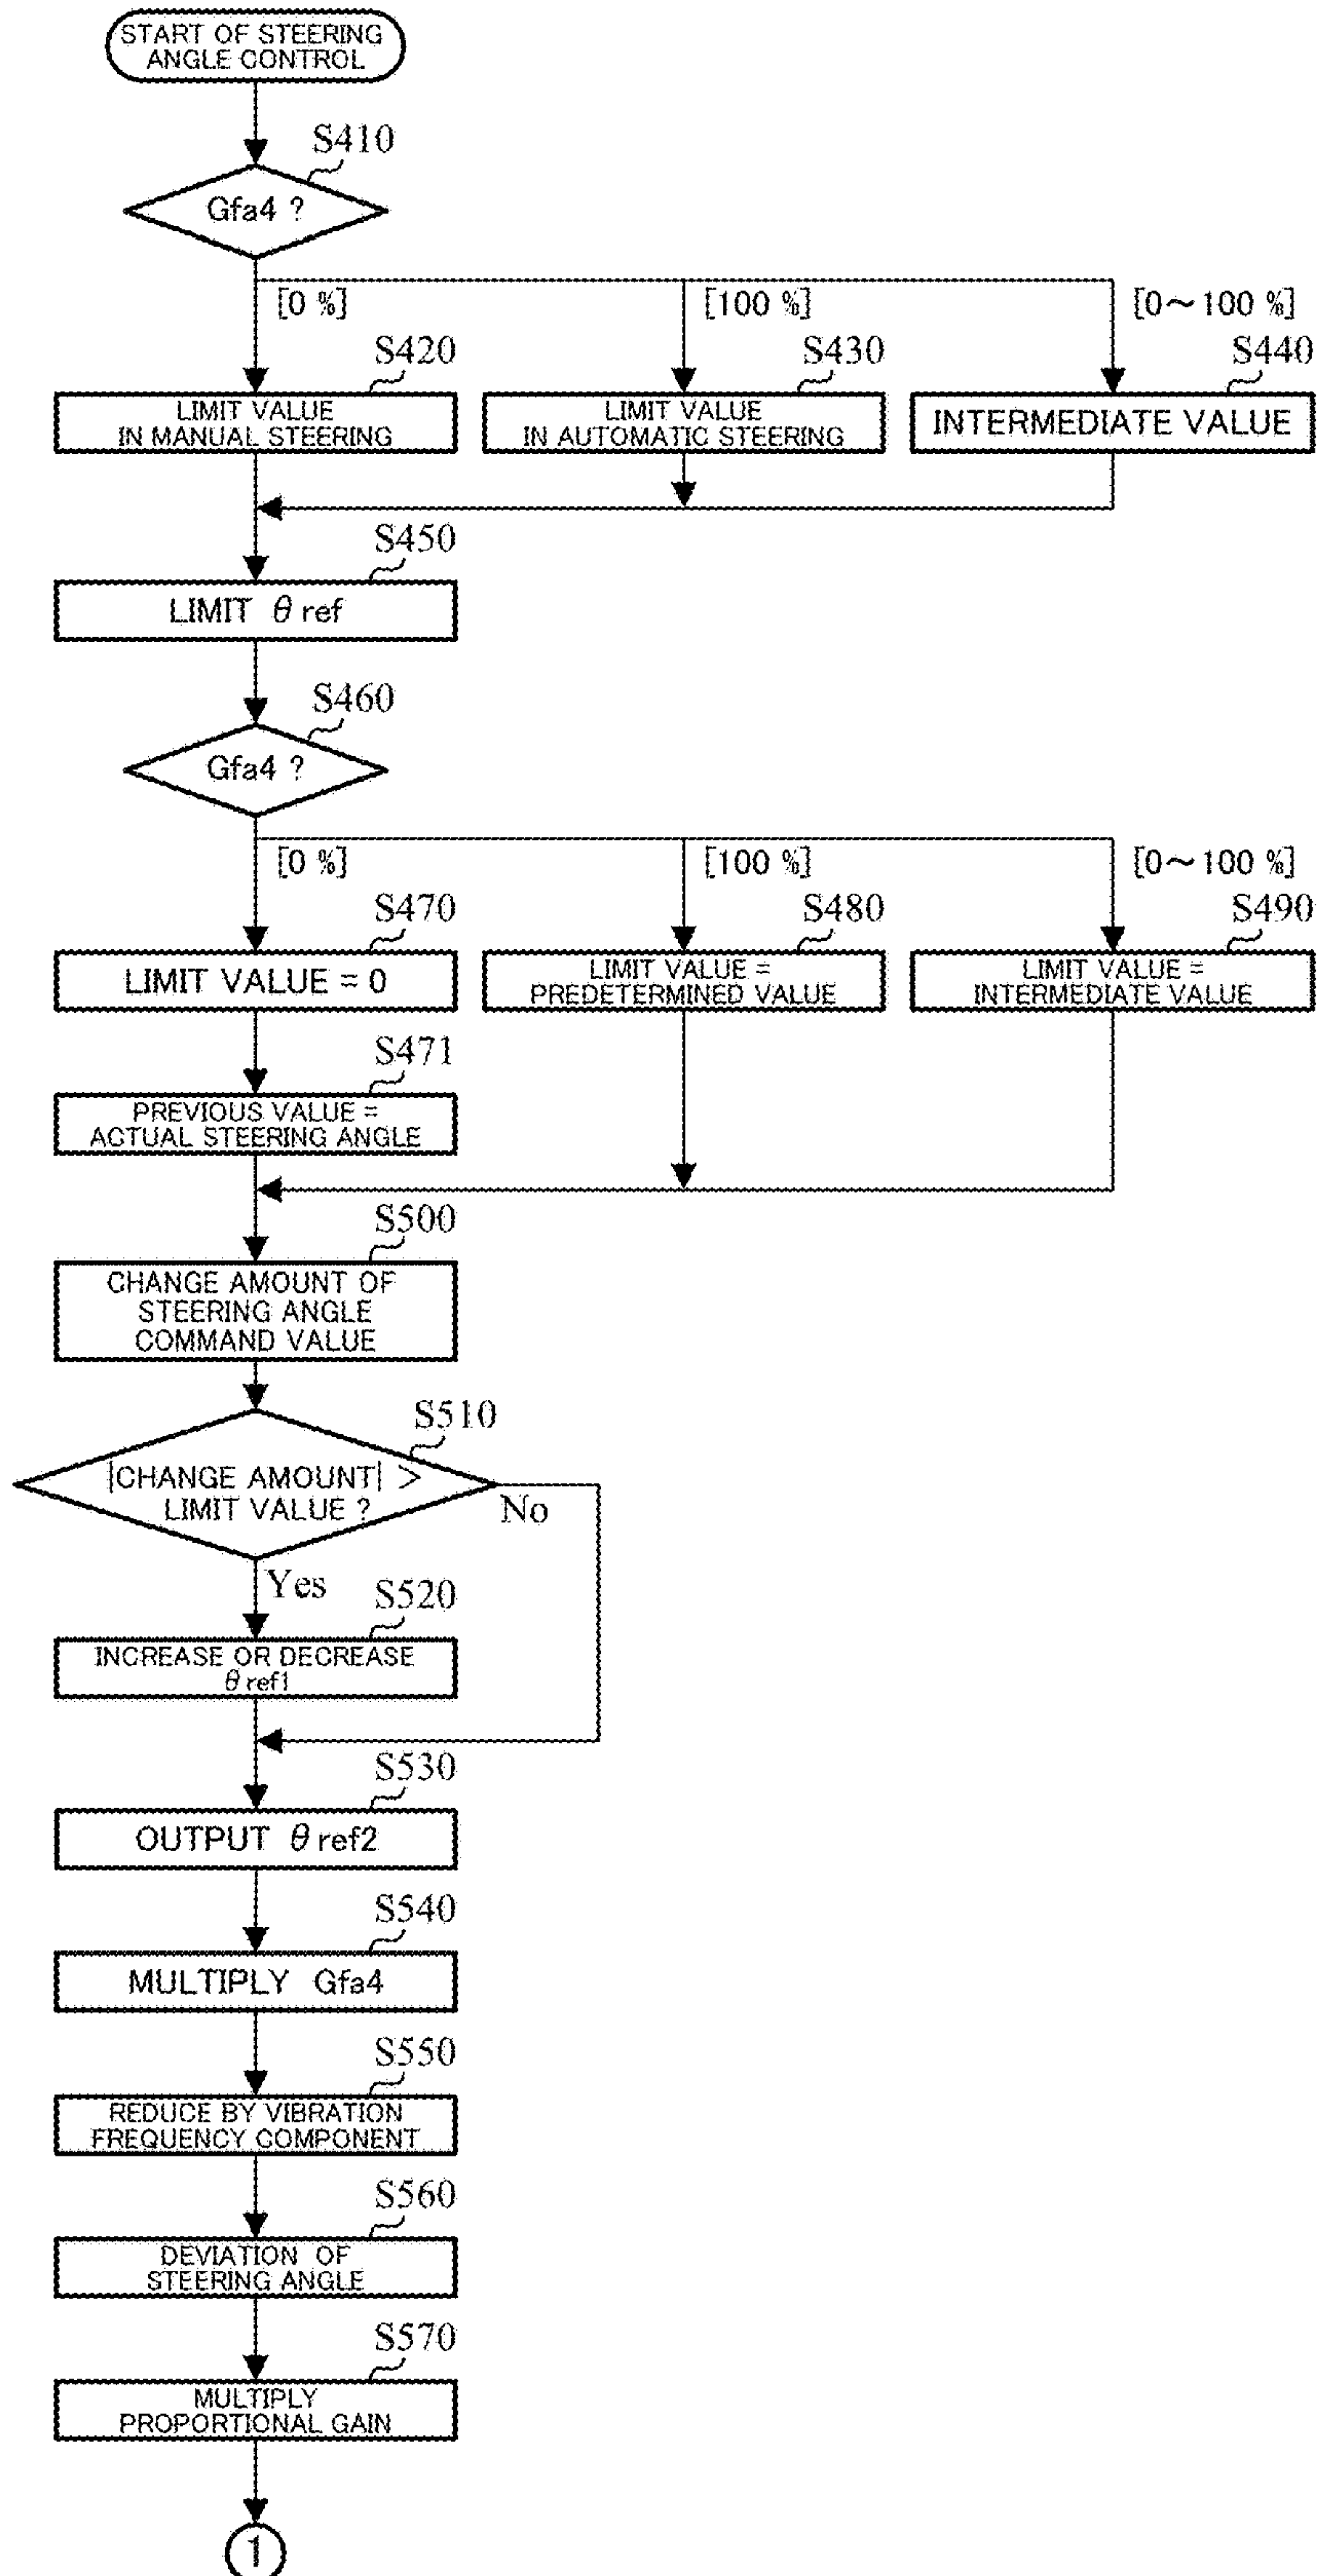 START OF STEERING
ANGLE CONTROL
S410
Gfa4 ?
[0 %]
[100 %]
[0～100 %]
S420
S430
S440
LIMIT VALUE
IN MANUAL STEERING
LIMIT VALUE
IN AUTOMATIC STEERING
INTERMEDIATE VALUE
S450
LIMIT θ ref
S460
Gfa4 ?
[0 %]
[100 %]
[0～100 %]
S470
S480
S490
LIMIT VALUE = 0
LIMIT VALUE =
PREDETERMINED VALUE
LIMIT VALUE =
INTERMEDIATE VALUE
S471
PREVIOUS VALUE =
ACTUAL STEERING ANGLE
S500
CHANGE AMOUNT OF
STEERING ANGLE
COMMAND VALUE
S510
|CHANGE AMOUNT| >
LIMIT VALUE ?
No
Yes
S520
INCREASE OR DECREASE
θ ref1
S530
OUTPUT θ ref2
S540
MULTIPLY Gfa4
S550
REDUCE BY VIBRATION
FREQUENCY COMPONENT
S560
DEVIATION OF
STEERING ANGLE
S570
MULTIPLY
PROPORTIONAL GAIN
1